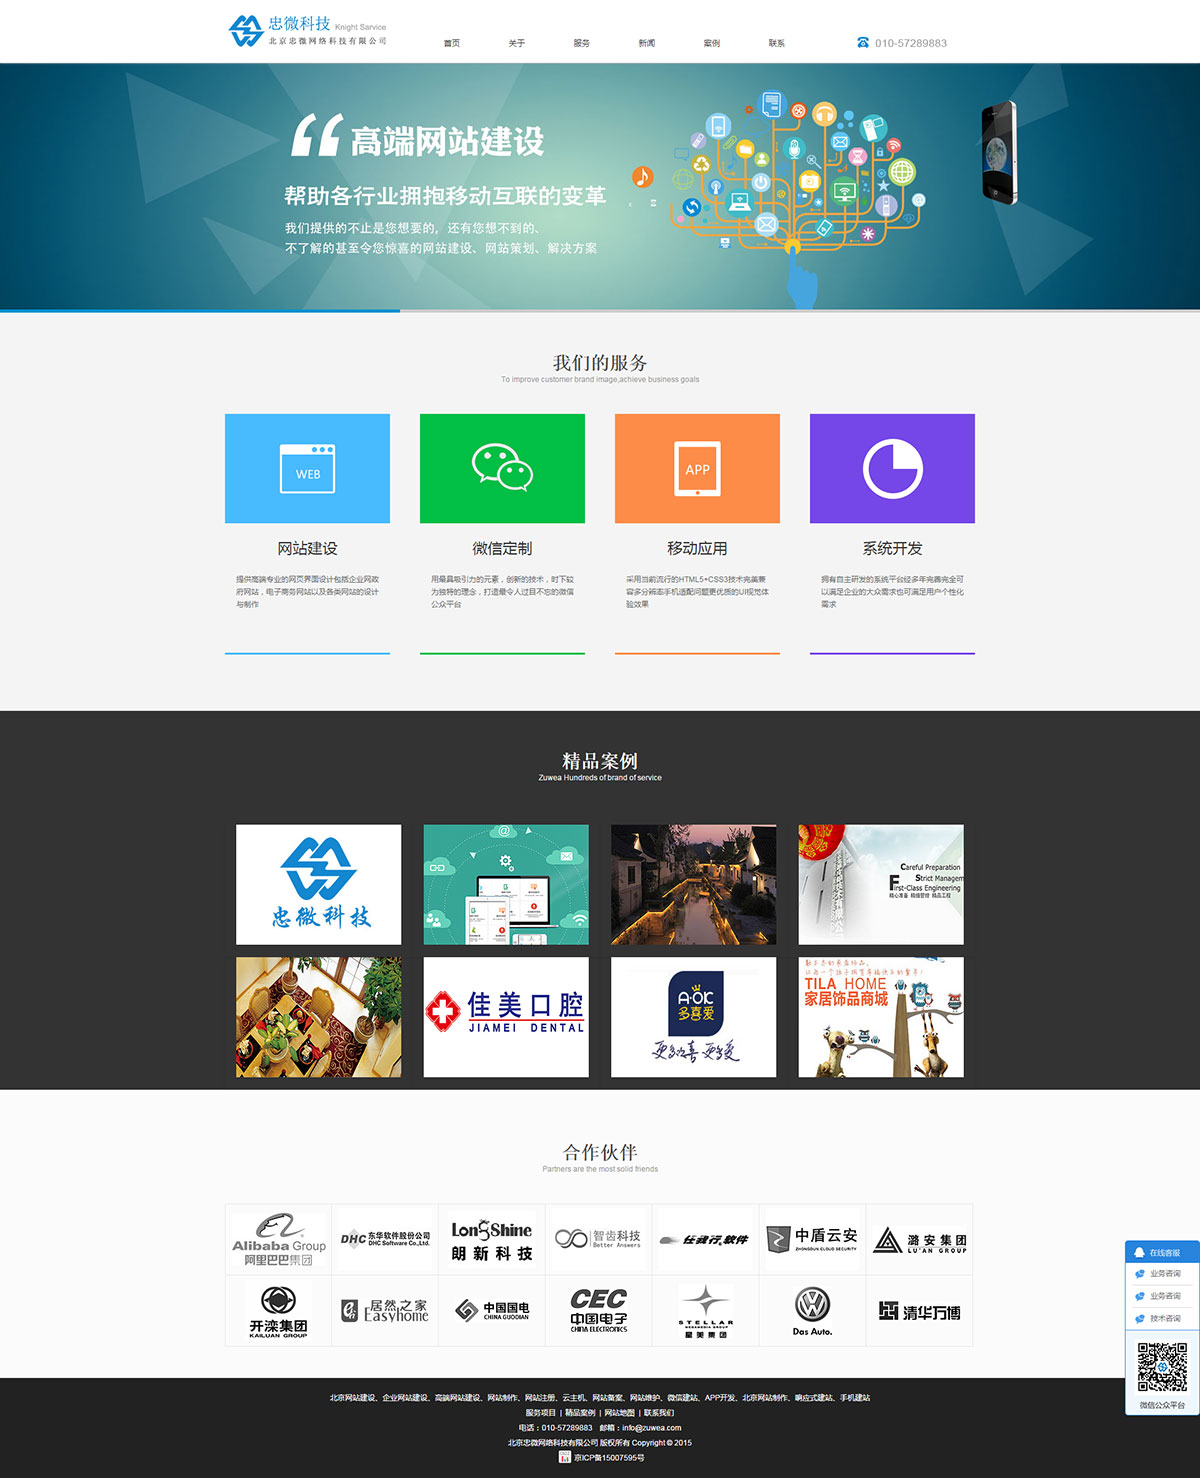 忠微科技 Knight Sarvice
北京忠微网络科技有限公司
首页 关于 服务 新闻 案例 联系 010-57289883
高端网站建设
帮助各行业拥抱移动互联的变革
我们提供的不止是您想要的，还有您想不到的、
不了解的甚至令您惊喜的网站建设、网站策划、解决方案
我们的服务
To improve customer brand image,achieve business goals
WEB
APP
网站建设
提供高端专业的网页界面设计包括企业网政
府网站，电子商务网站以及各类网站的设计
与制作
微信定制
用最具吸引力的元素，创新的技术，时下较
为独特的理念，打造最令人过目不忘的微信
公众平台
移动应用
采用当前流行的HTML5+CSS3技术完美兼
容多分辨态手机适配问题更优质的UI视觉体
验效果
系统开发
拥有自主研发的系统平台经多年完善完全可
以满足企业的大众需求也可满足用户个性化
需求
精品案例
Zuwea Hundreds of brand of service
忠微科技
Careful Preparation
Strict Managem
First-Class Engineering
精心准备 精细管理 精品工程
佳美口腔
JIAMEI DENTAL
A·OK
多喜爱
更多欢喜 更多爱
TILA HOME
家居饰品商城
合作伙伴
Partners are the most solid friends
Alibaba Group
阿里巴巴集团
DHC 东华软件股份公司
DHC Software Co.,Ltd.
LongShine
朗新科技
智齿科技
Better Answers
任我行软件
中盾云安
ZHONGDUN CLOUD SECURITY
潞安集团
LU'AN GROUP
开滦集团
KAILUAN GROUP
居然之家
Easyhome
中国国电
CHINA GUODIAN
CEC
中国电子
CHINA ELECTRONICS
STELLAR
MEGAMEDIA GROUP
星美集团
Das Auto.
清华万博
在线客服
业务咨询
业务咨询
技术咨询
微信公众平台
北京网站建设、企业网站建设、高端网站建设、网站制作、网站注册、云主机、网站备案、网站维护、微信建站、APP开发、北京网站制作、响应式建站、手机建站
服务项目 | 精品案例 | 网站地图 | 联系我们
电话：010-57289883 邮箱：info@zuwea.com
北京忠微网络科技有限公司 版权所有 Copyright © 2015
京ICP备15007595号